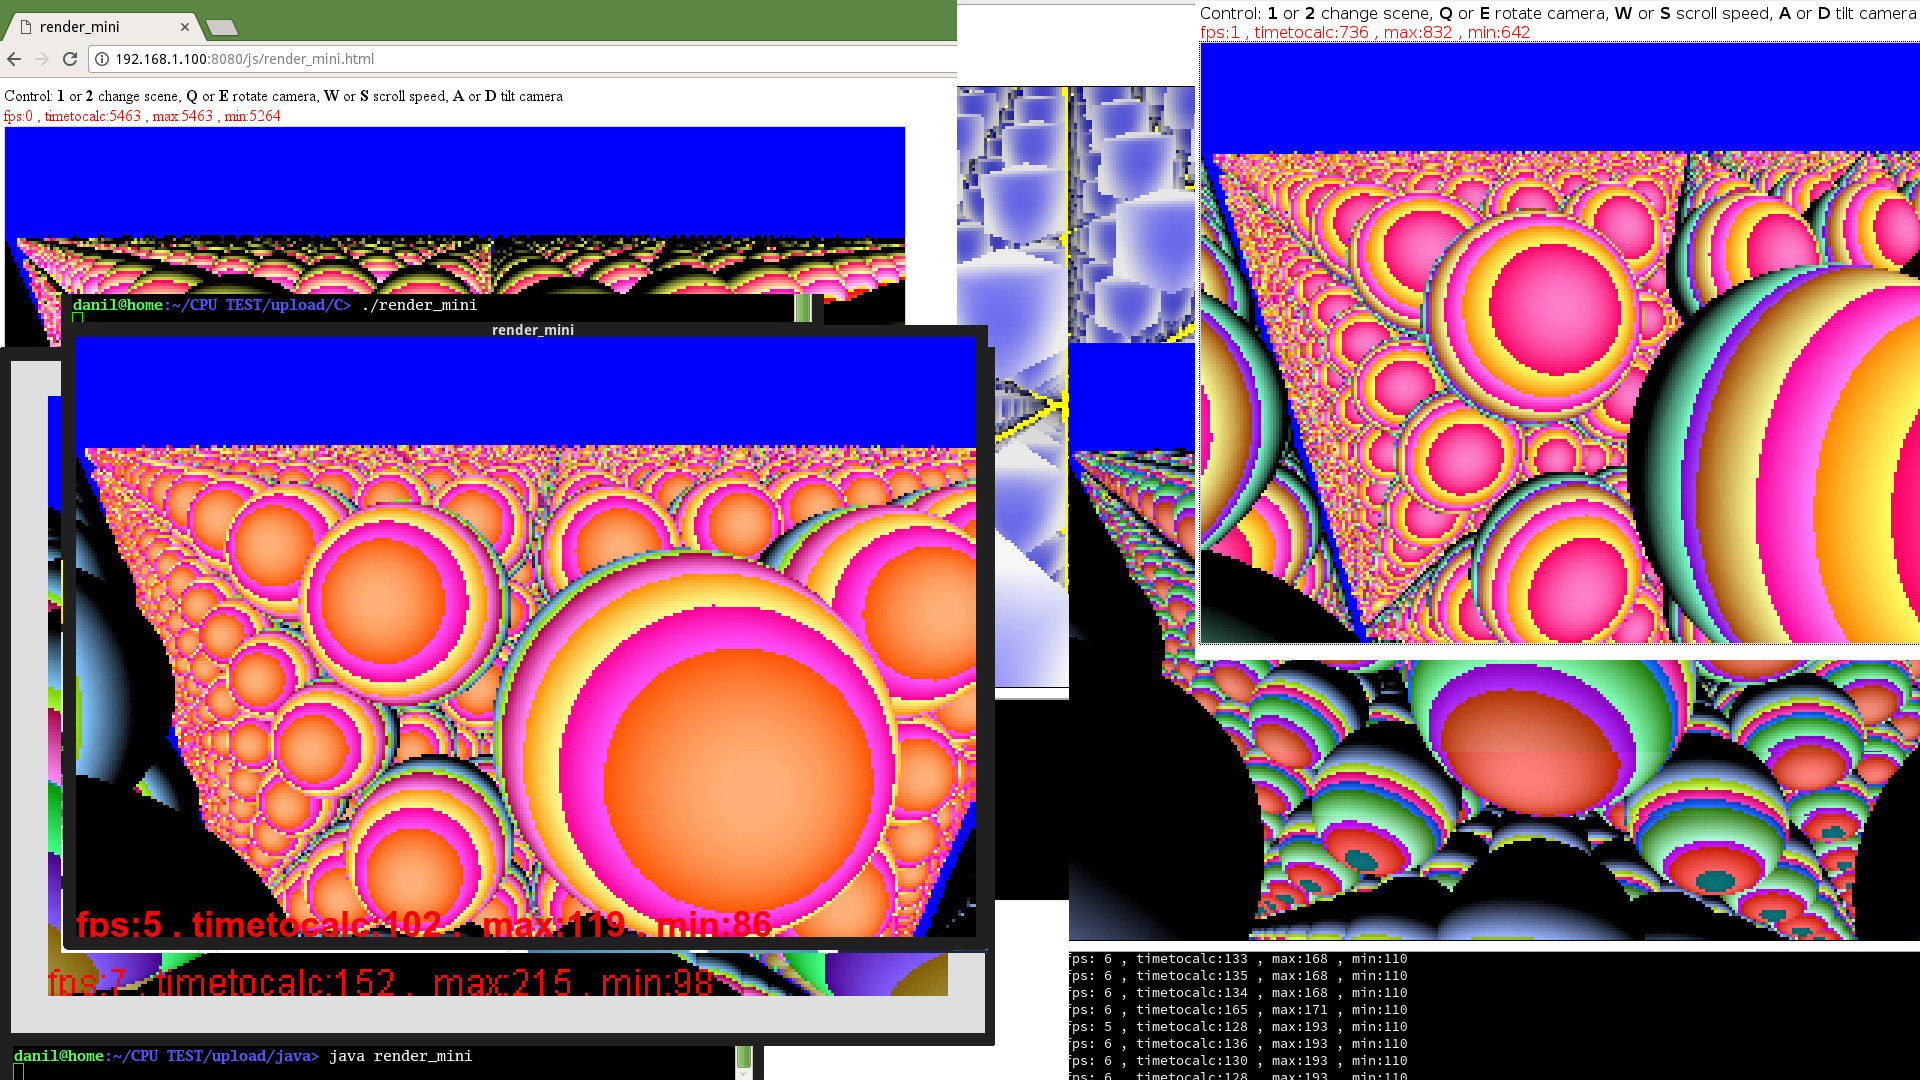 render_mini
192.168.1.100:8080/js/render_mini.html
Control: 1 or 2 change scene, Q or E rotate camera, W or S scroll speed, A or D tilt camera
fps:0 , timetocalc:5463 , max:5463 , min:5264
danil@home:~/CPU TEST/upload/C> ./render_mini
render_mini
fps:5 , timetocalc:102 , max:119 , min:86
fps:7 , timetocalc:152 , max:215 , min:98
danil@home:~/CPU TEST/upload/java> java render_mini
Control: 1 or 2 change scene, Q or E rotate camera, W or S scroll speed, A or D tilt camera
fps:1 , timetocalc:736 , max:832 , min:642
fps: 6 , timetocalc:133 , max:168 , min:110
fps: 6 , timetocalc:135 , max:168 , min:110
fps: 6 , timetocalc:134 , max:168 , min:110
fps: 6 , timetocalc:165 , max:171 , min:110
fps: 5 , timetocalc:128 , max:193 , min:110
fps: 6 , timetocalc:136 , max:193 , min:110
fps: 6 , timetocalc:130 , max:193 , min:110
fps: 6 , timetocalc:128 , max:193 , min:110